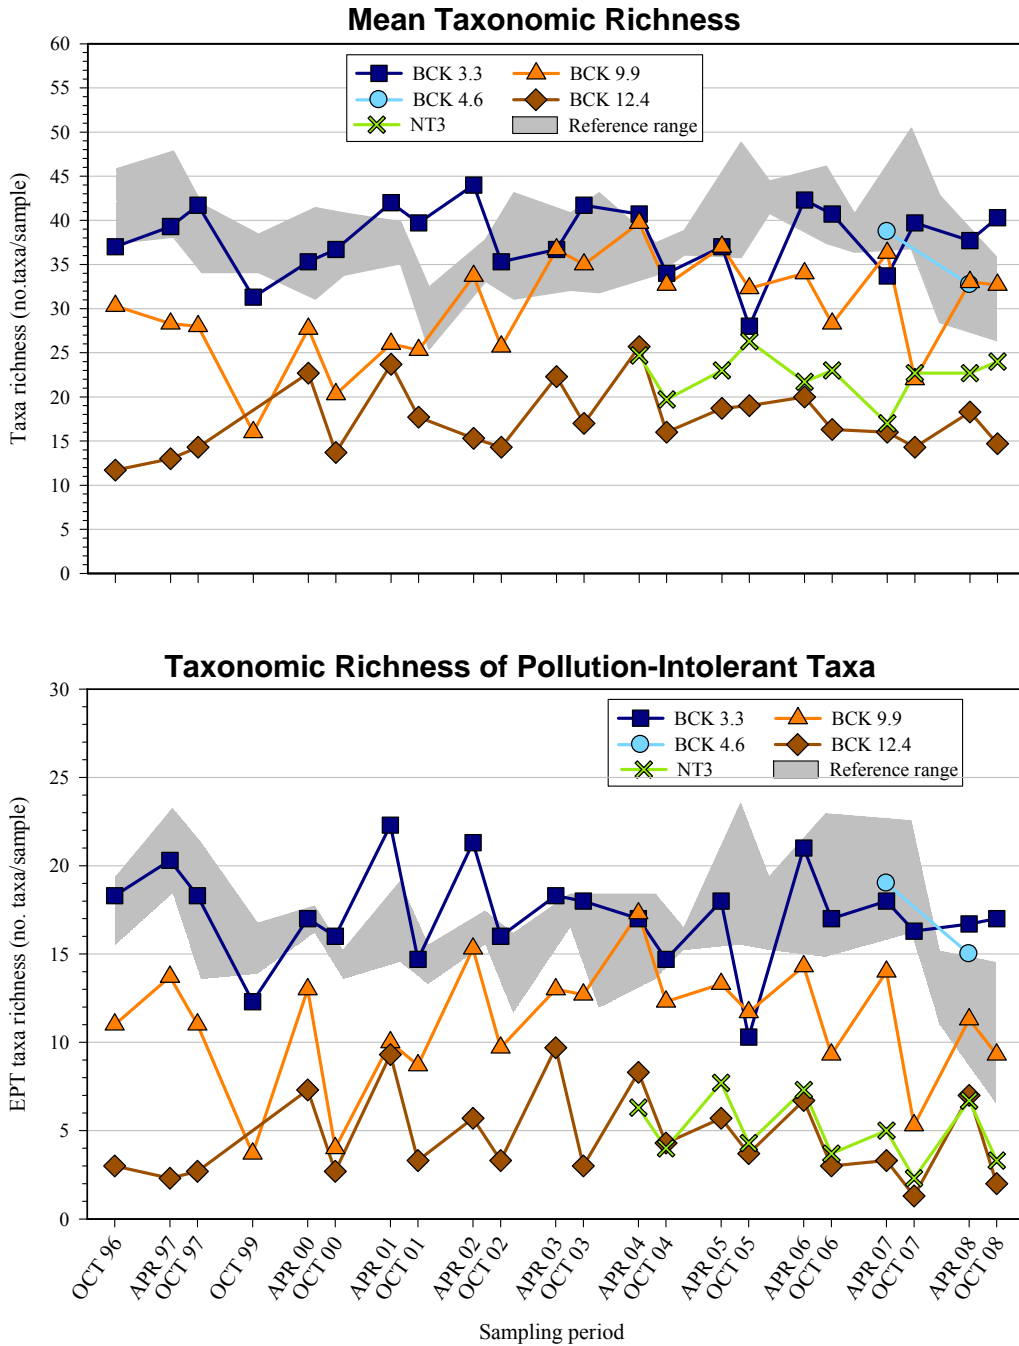 Mean Taxonomic Richness
60
55
50
45
40
35
30
25
20
15
10
5
0
Taxa richness (no.taxa/sample)
BCK 3.3
BCK 9.9
BCK 4.6
BCK 12.4
NT3
Reference range
Taxonomic Richness of Pollution-Intolerant Taxa
30
25
20
15
10
5
0
EPT taxa richness (no. taxa/sample)
BCK 3.3
BCK 9.9
BCK 4.6
BCK 12.4
NT3
Reference range
OCT 96
APR 97
OCT 97
OCT 99
APR 00
OCT 00
APR 01
OCT 01
APR 02
OCT 02
APR 03
OCT 03
APR 04
OCT 04
APR 05
OCT 05
APR 06
OCT 06
APR 07
OCT 07
APR 08
OCT 08
Sampling period